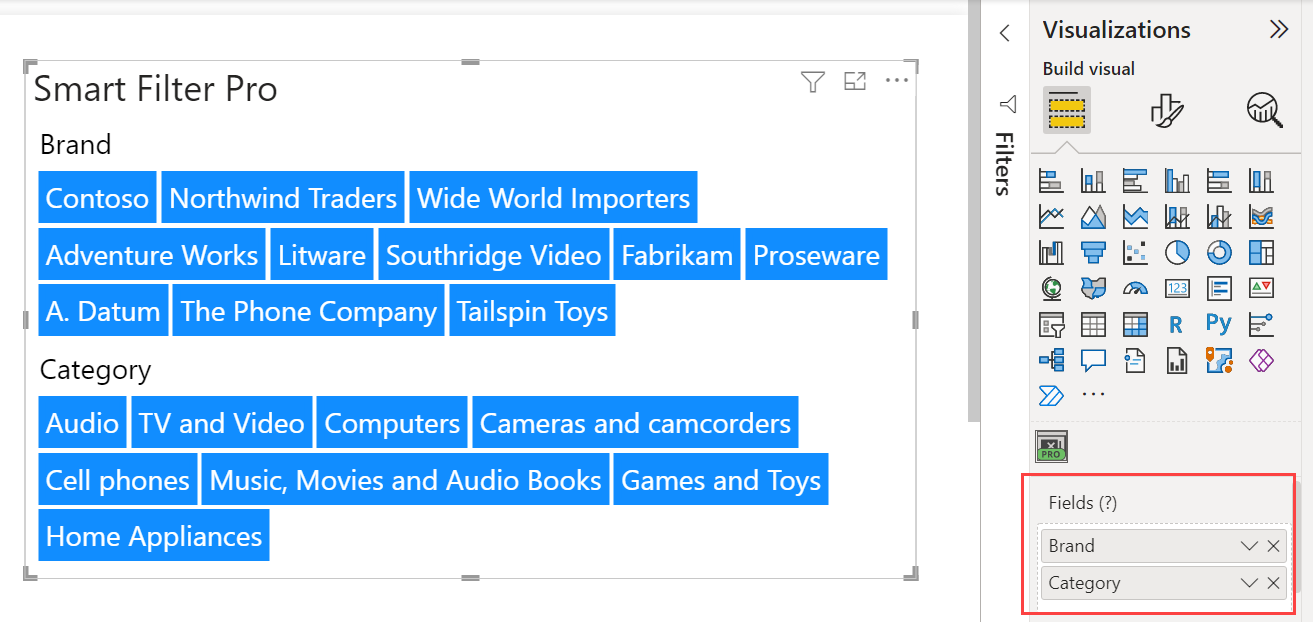 Smart Filter Pro
Brand
Contoso Northwind Traders Wide World Importers
Adventure Works Litware Southridge Video Fabrikam Proseware
A. Datum The Phone Company Tailspin Toys
Category
Audio TV and Video Computers Cameras and camcorders
Cell phones Music, Movies and Audio Books Games and Toys
Home Appliances
Filters
Visualizations
Build visual
123
R Py
PRO
Fields (?)
Brand
Category